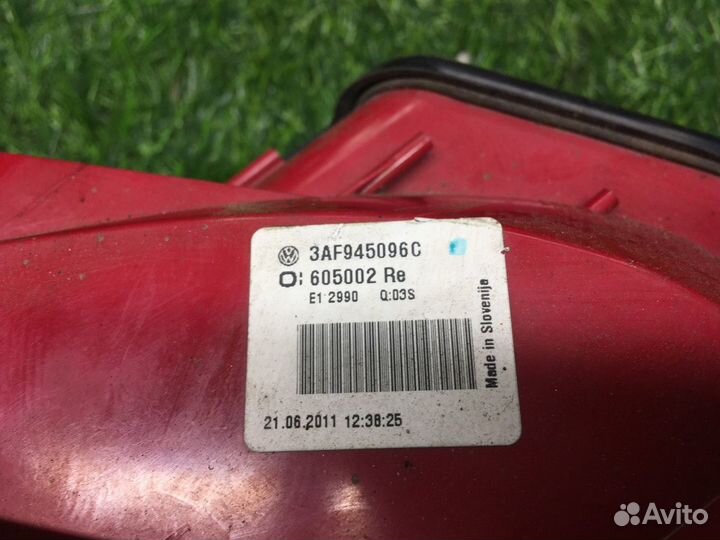 3AF945096C
O: 605002 Re
E1 2990 Q:03S
Made in Slovenija
21.06.2011 12:38:25
Avito